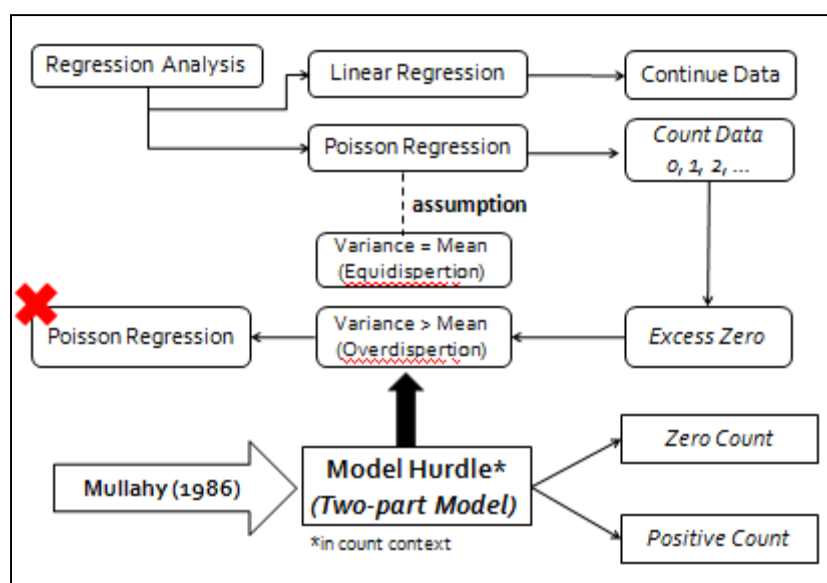 Regression Analysis
Linear Regression
Continue Data
Poisson Regression
Count Data
0, 1, 2, ...
assumption
Variance = Mean
(Equidispertion)
Poisson Regression
Variance > Mean
(Overdispertion)
Excess Zero
Mullahy (1986)
Model Hurdle*
(Two-part Model)
*in count context
Zero Count
Positive Count